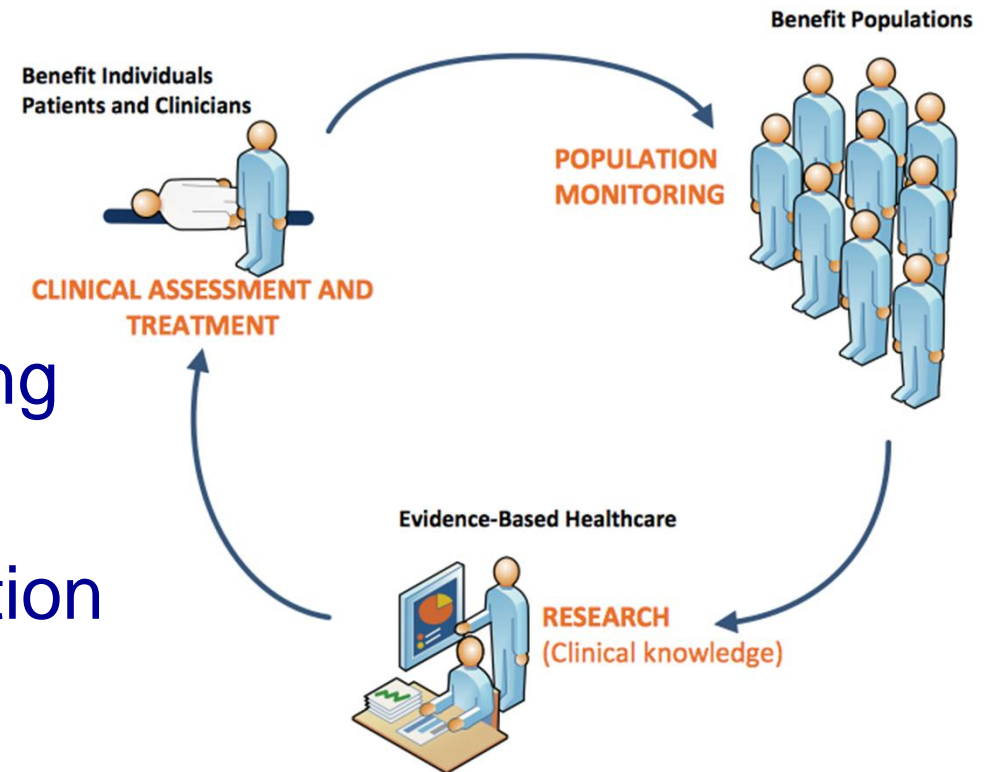 Benefit Populations
Benefit Individuals
Patients and Clinicians
POPULATION
MONITORING
CLINICAL ASSESSMENT AND
TREATMENT
ng
Evidence-Based Healthcare
tion
RESEARCH
(Clinical knowledge)